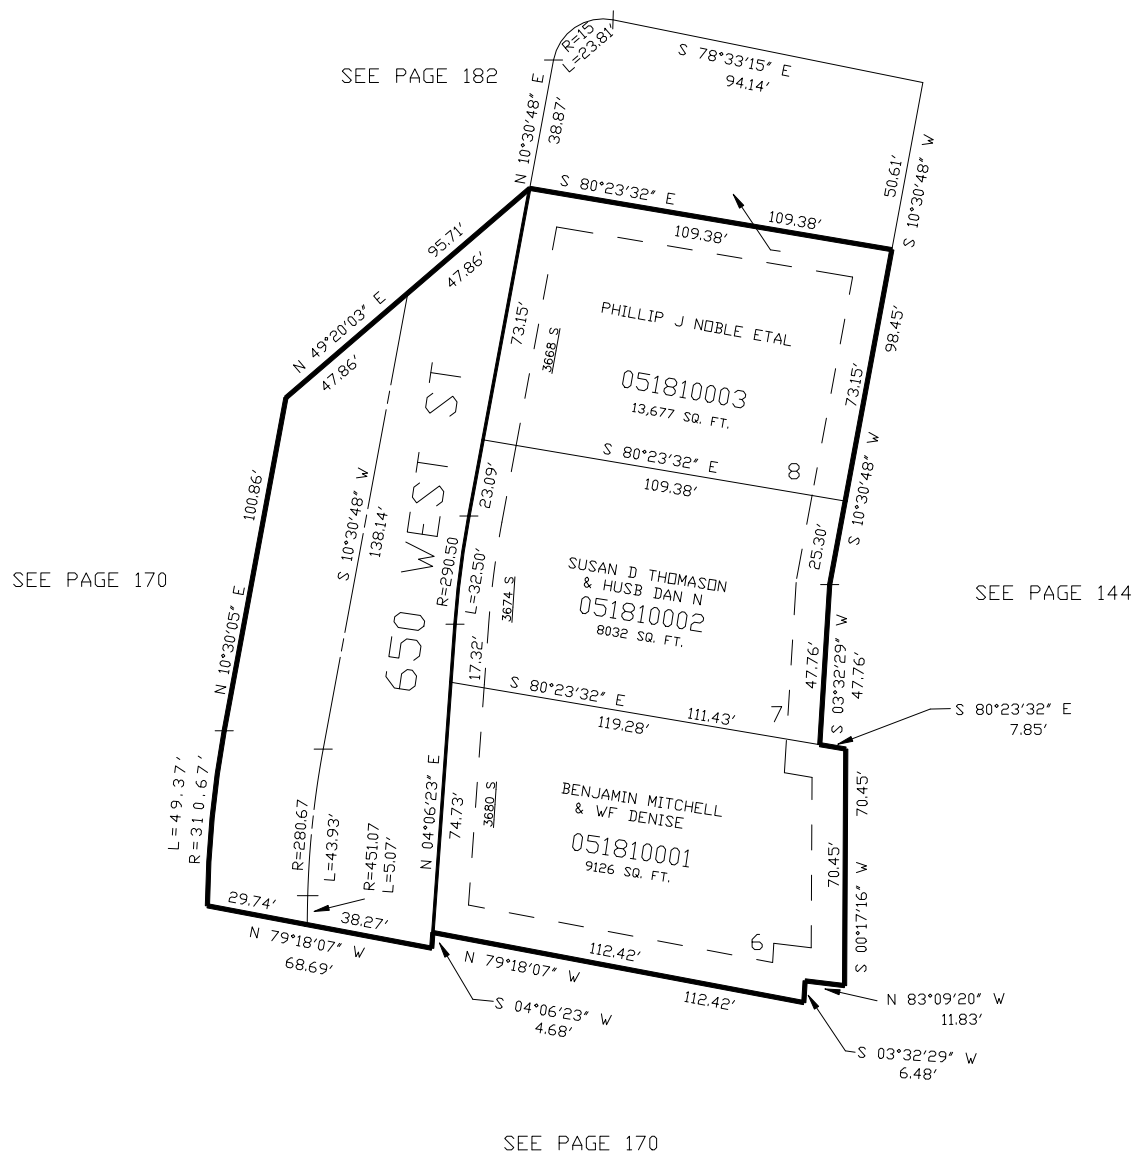 R=15
L=23.81'
S 78°33'15" E
94.14'
SEE PAGE 182
N 10°30'48" E
38.87'
50.61'
S 10°30'48" W
S 80°23'32" E
109.38'
109.38'
95.71'
47.86'
N 49°20'03" E
47.86'
73.15'
3668 S
PHILLIP J NOBLE ETAL
051810003
13,677 SQ. FT.
98.45'
73.15'
S 10°30'48" W
8
S 80°23'32" E
109.38'
650 WEST ST
S 10°30'48" W
138.14'
100.86'
N 10°30'05" E
SEE PAGE 170
23.09'
R=290.50
L=32.50'
17.32'
3674 S
SUSAN D THOMASON
& HUSB DAN N
051810002
8032 SQ. FT.
25.30'
47.76'
S 03°32'29" W
47.76'
SEE PAGE 144
7
S 80°23'32" E
111.43'
119.28'
S 80°23'32" E
7.85'
L=49.37'
R=310.67'
R=280.67
L=43.93'
R=451.07
L=5.07'
N 04°06'23" E
74.73'
3680 S
BENJAMIN MITCHELL
& WF DENISE
051810001
9126 SQ. FT.
70.45'
70.45'
S 00°17'16" W
6
29.74'
38.27'
N 79°18'07" W
68.69'
112.42'
N 79°18'07" W
112.42'
S 04°06'23" W
4.68'
N 83°09'20" W
11.83'
S 03°32'29" W
6.48'
SEE PAGE 170